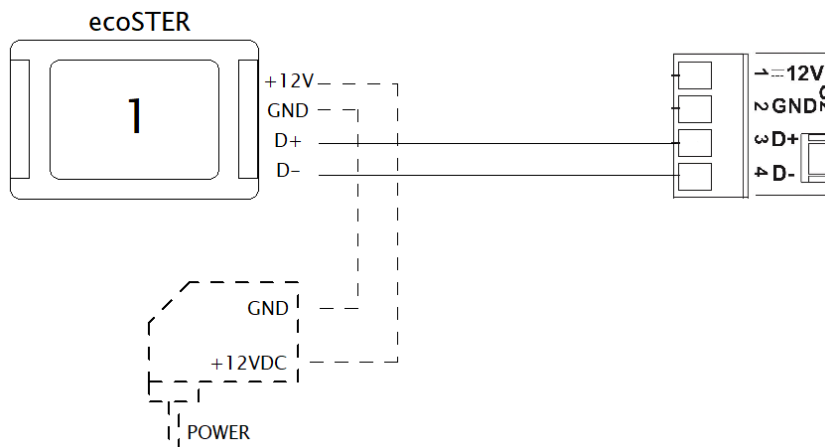 ecoSTER
1
+12V
GND
D+
D-
1 12V
2 GND
3 D+
4 D-
GND
+12VDC
POWER